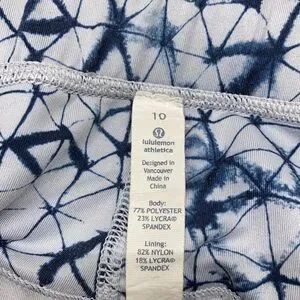 10
lululemon
athletica
Designed in
Vancouver
Made in
China
Body:
77% POLYESTER
23% LYCRA®
SPANDEX
Lining:
82% NYLON
18% LYCRA®
SPANDEX